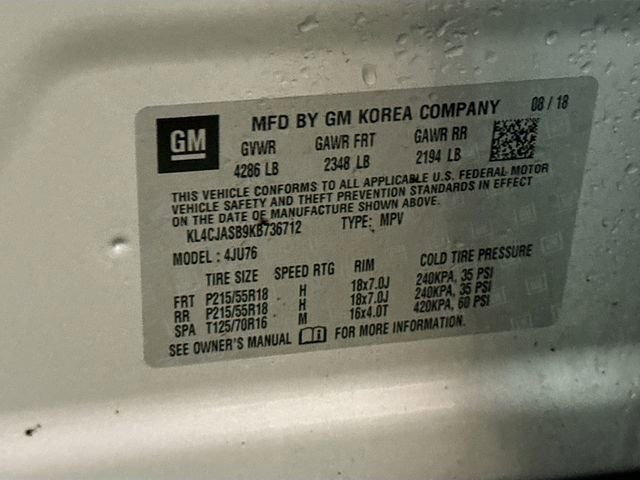 GM
MFD BY GM KOREA COMPANY 08 / 18
GVWR GAWR FRT GAWR RR
4286 LB 2348 LB 2194 LB
THIS VEHICLE CONFORMS TO ALL APPLICABLE U.S. FEDERAL MOTOR
VEHICLE SAFETY AND THEFT PREVENTION STANDARDS IN EFFECT
ON THE DATE OF MANUFACTURE SHOWN ABOVE.
KL4CJASB9KB736712 TYPE: MPV
MODEL : 4JU76
TIRE SIZE SPEED RTG RIM COLD TIRE PRESSURE
FRT P215/55R18 H 18x7.0J 240KPA, 35 PSI
RR P215/55R18 H 18x7.0J 240KPA, 35 PSI
SPA T125/70R16 M 16x4.0T 420KPA, 60 PSI
SEE OWNER'S MANUAL FOR MORE INFORMATION.